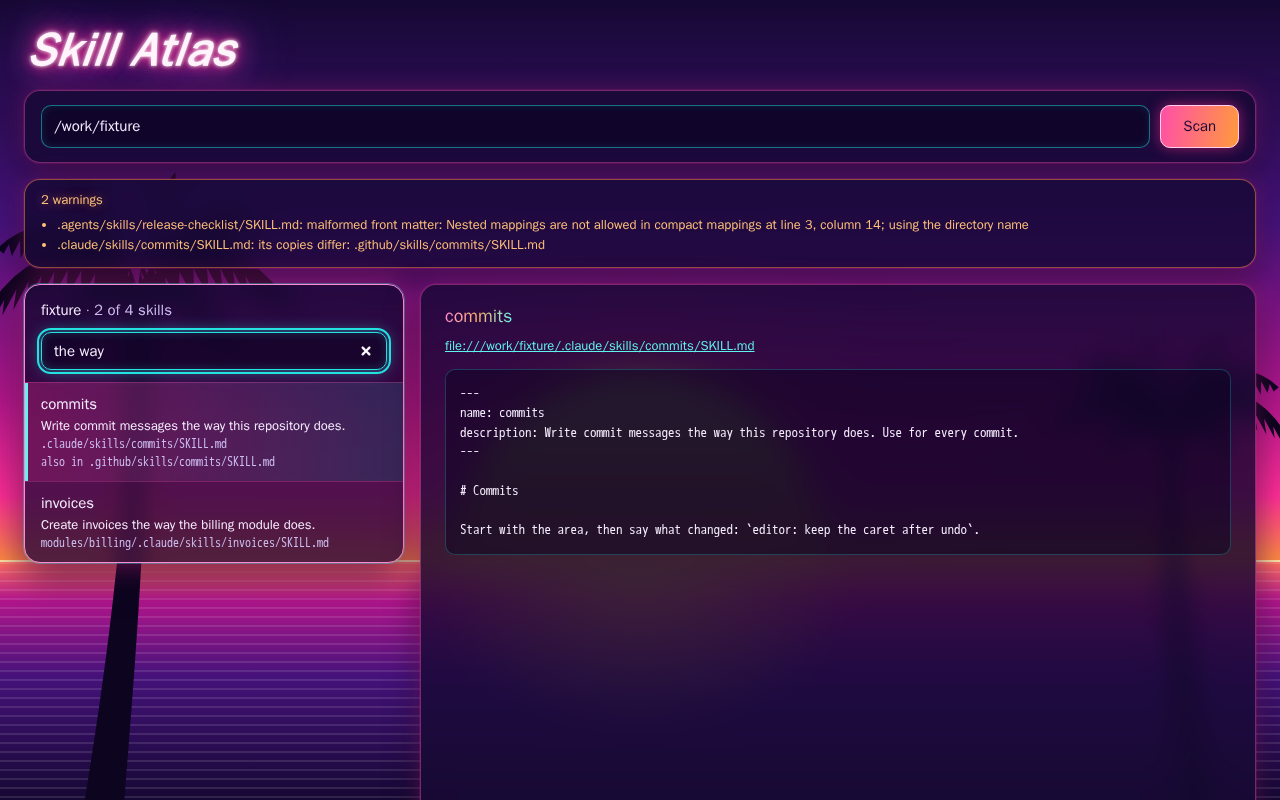 Skill Atlas
/work/fixture
Scan
2 warnings
• .agents/skills/release-checklist/SKILL.md: malformed front matter: Nested mappings are not allowed in compact mappings at line 3, column 14; using the directory name
• .claude/skills/commits/SKILL.md: its copies differ: .github/skills/commits/SKILL.md
fixture · 2 of 4 skills
the way
commits
Write commit messages the way this repository does.
.claude/skills/commits/SKILL.md
also in .github/skills/commits/SKILL.md
invoices
Create invoices the way the billing module does.
modules/billing/.claude/skills/invoices/SKILL.md
commits
file:///work/fixture/.claude/skills/commits/SKILL.md
---
name: commits
description: Write commit messages the way this repository does. Use for every commit.
---
# Commits
Start with the area, then say what changed: `editor: keep the caret after undo`.